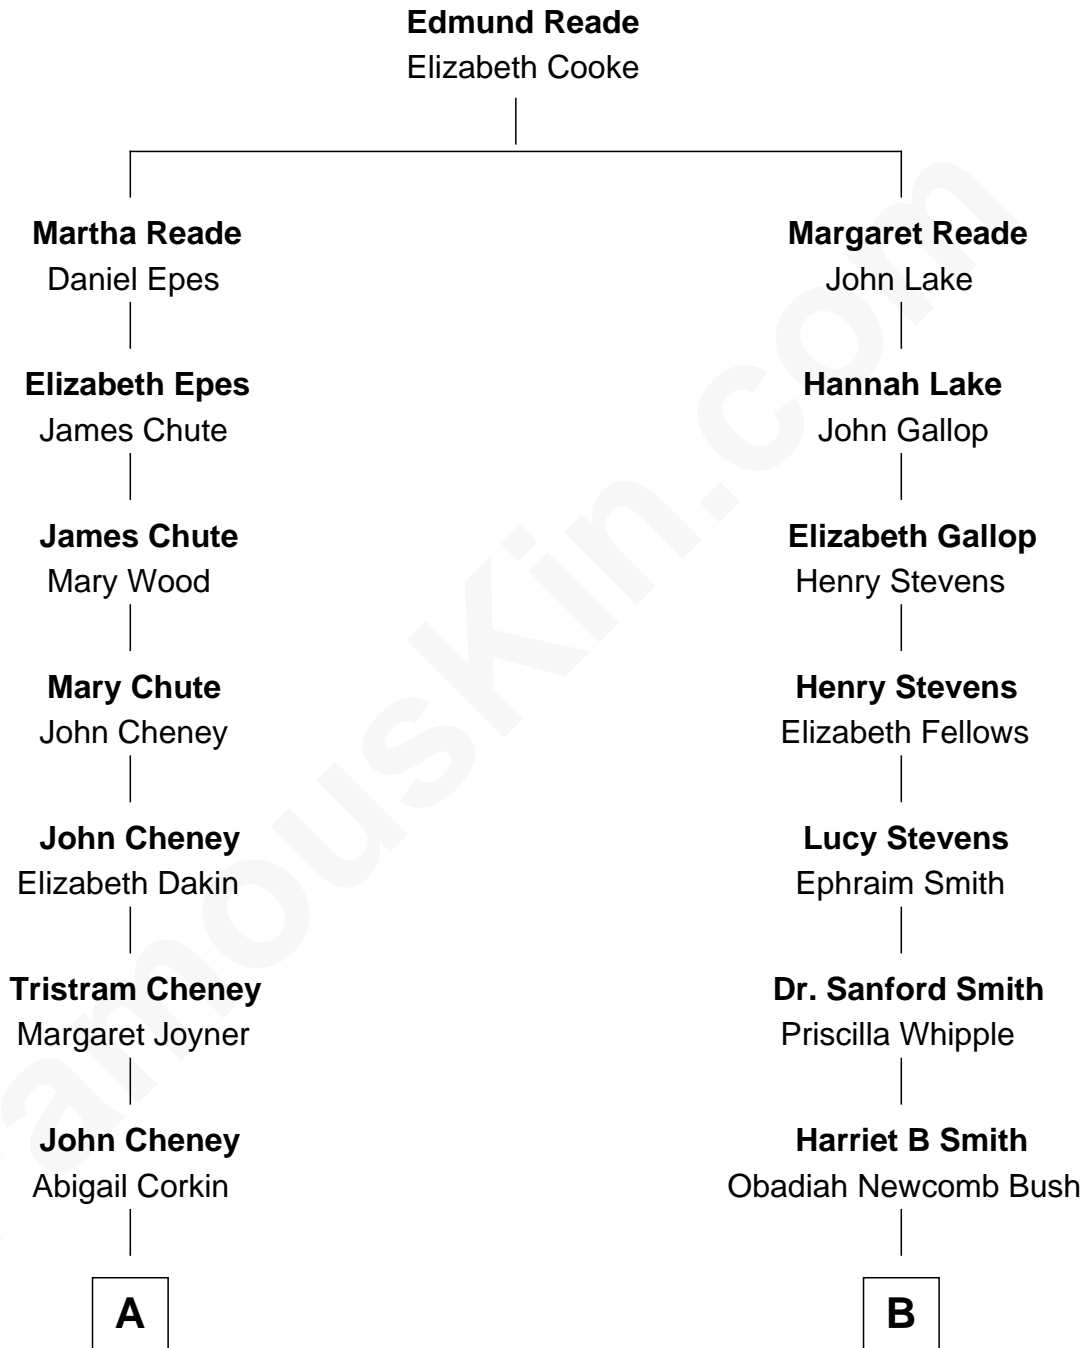 Edmund Reade
Elizabeth Cooke
Martha Reade
Daniel Epes
Margaret Reade
John Lake
Elizabeth Epes
James Chute
Hannah Lake
John Gallop
James Chute
Mary Wood
Elizabeth Gallop
Henry Stevens
Mary Chute
John Cheney
Henry Stevens
Elizabeth Fellows
John Cheney
Elizabeth Dakin
Lucy Stevens
Ephraim Smith
Tristram Cheney
Margaret Joyner
Dr. Sanford Smith
Priscilla Whipple
John Cheney
Abigail Corkin
Harriet B Smith
Obadiah Newcomb Bush
A
B
amouskin.com